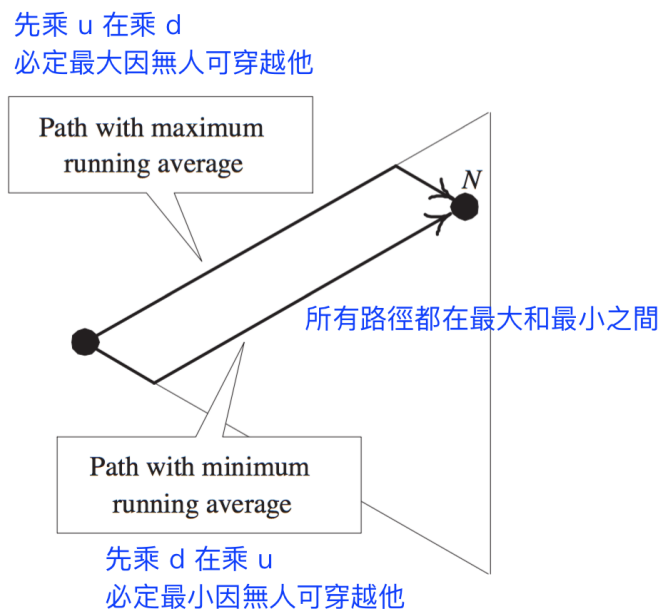 先乘 u 在乘 d
必定最大因無人可穿越他
Path with maximum
running average
N
所有路徑都在最大和最小之間
Path with minimum
running average
先乘 d 在乘 u
必定最小因無人可穿越他